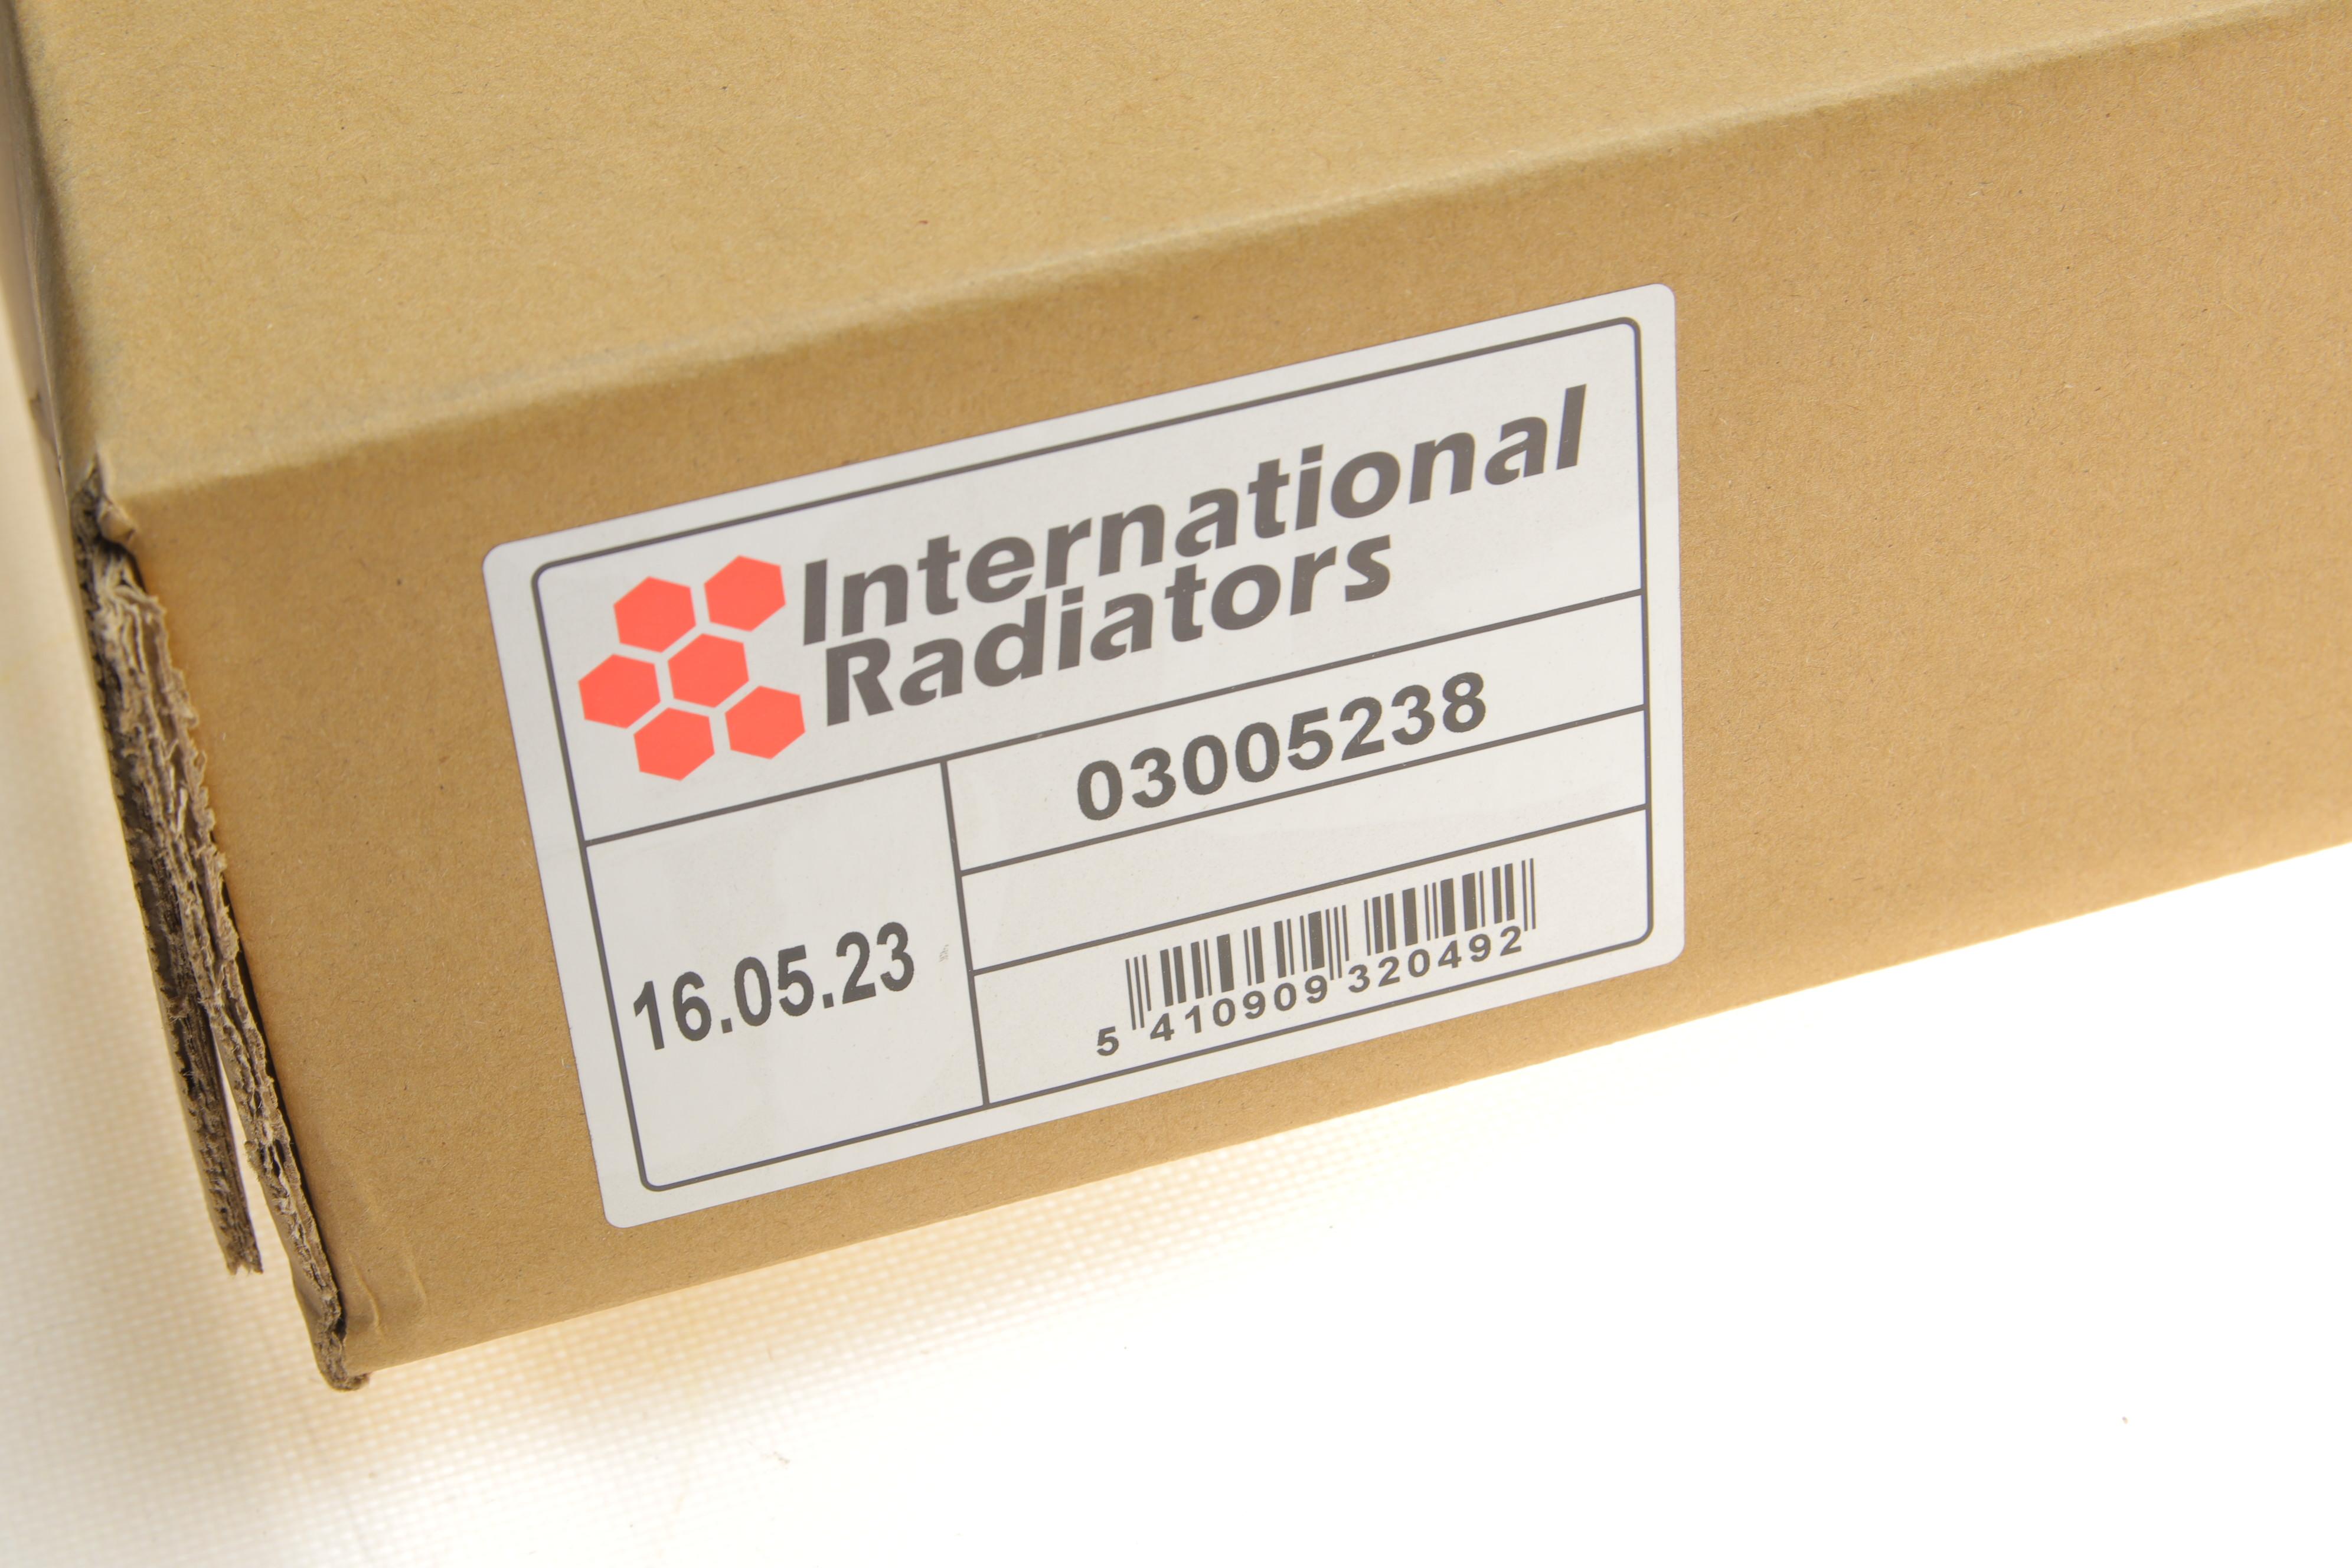 International
Radiators
03005238
16.05.23
5 410909 320492